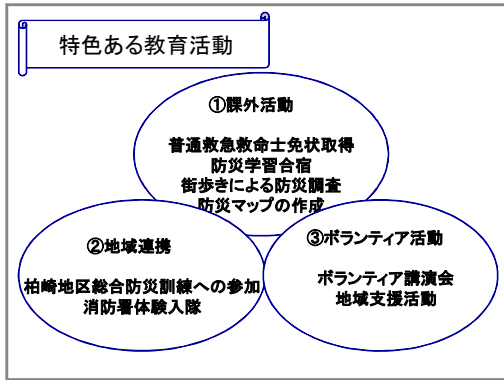 特色ある教育活動
①課外活動
普通救急救命士免状取得
防災学習合宿
街歩きによる防災調査
防災マップの作成
②地域連携
柏崎地区総合防災訓練への参加
消防署体験入隊
③ボランティア活動
ボランティア講演会
地域支援活動